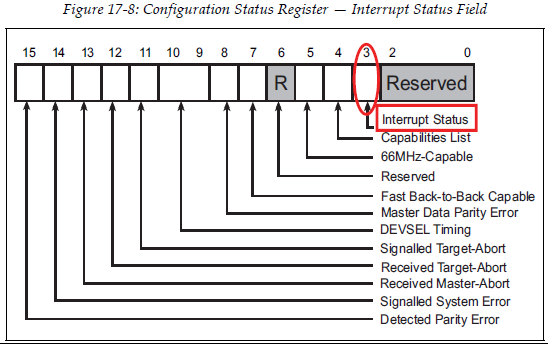 Figure 17-8: Configuration Status Register — Interrupt Status Field
15 14 13 12 11 10 9 8 7 6 5 4 3 2 0
R Reserved
Interrupt Status
Capabilities List
66MHz-Capable
Reserved
Fast Back-to-Back Capable
Master Data Parity Error
DEVSEL Timing
Signalled Target-Abort
Received Target-Abort
Received Master-Abort
Signalled System Error
Detected Parity Error